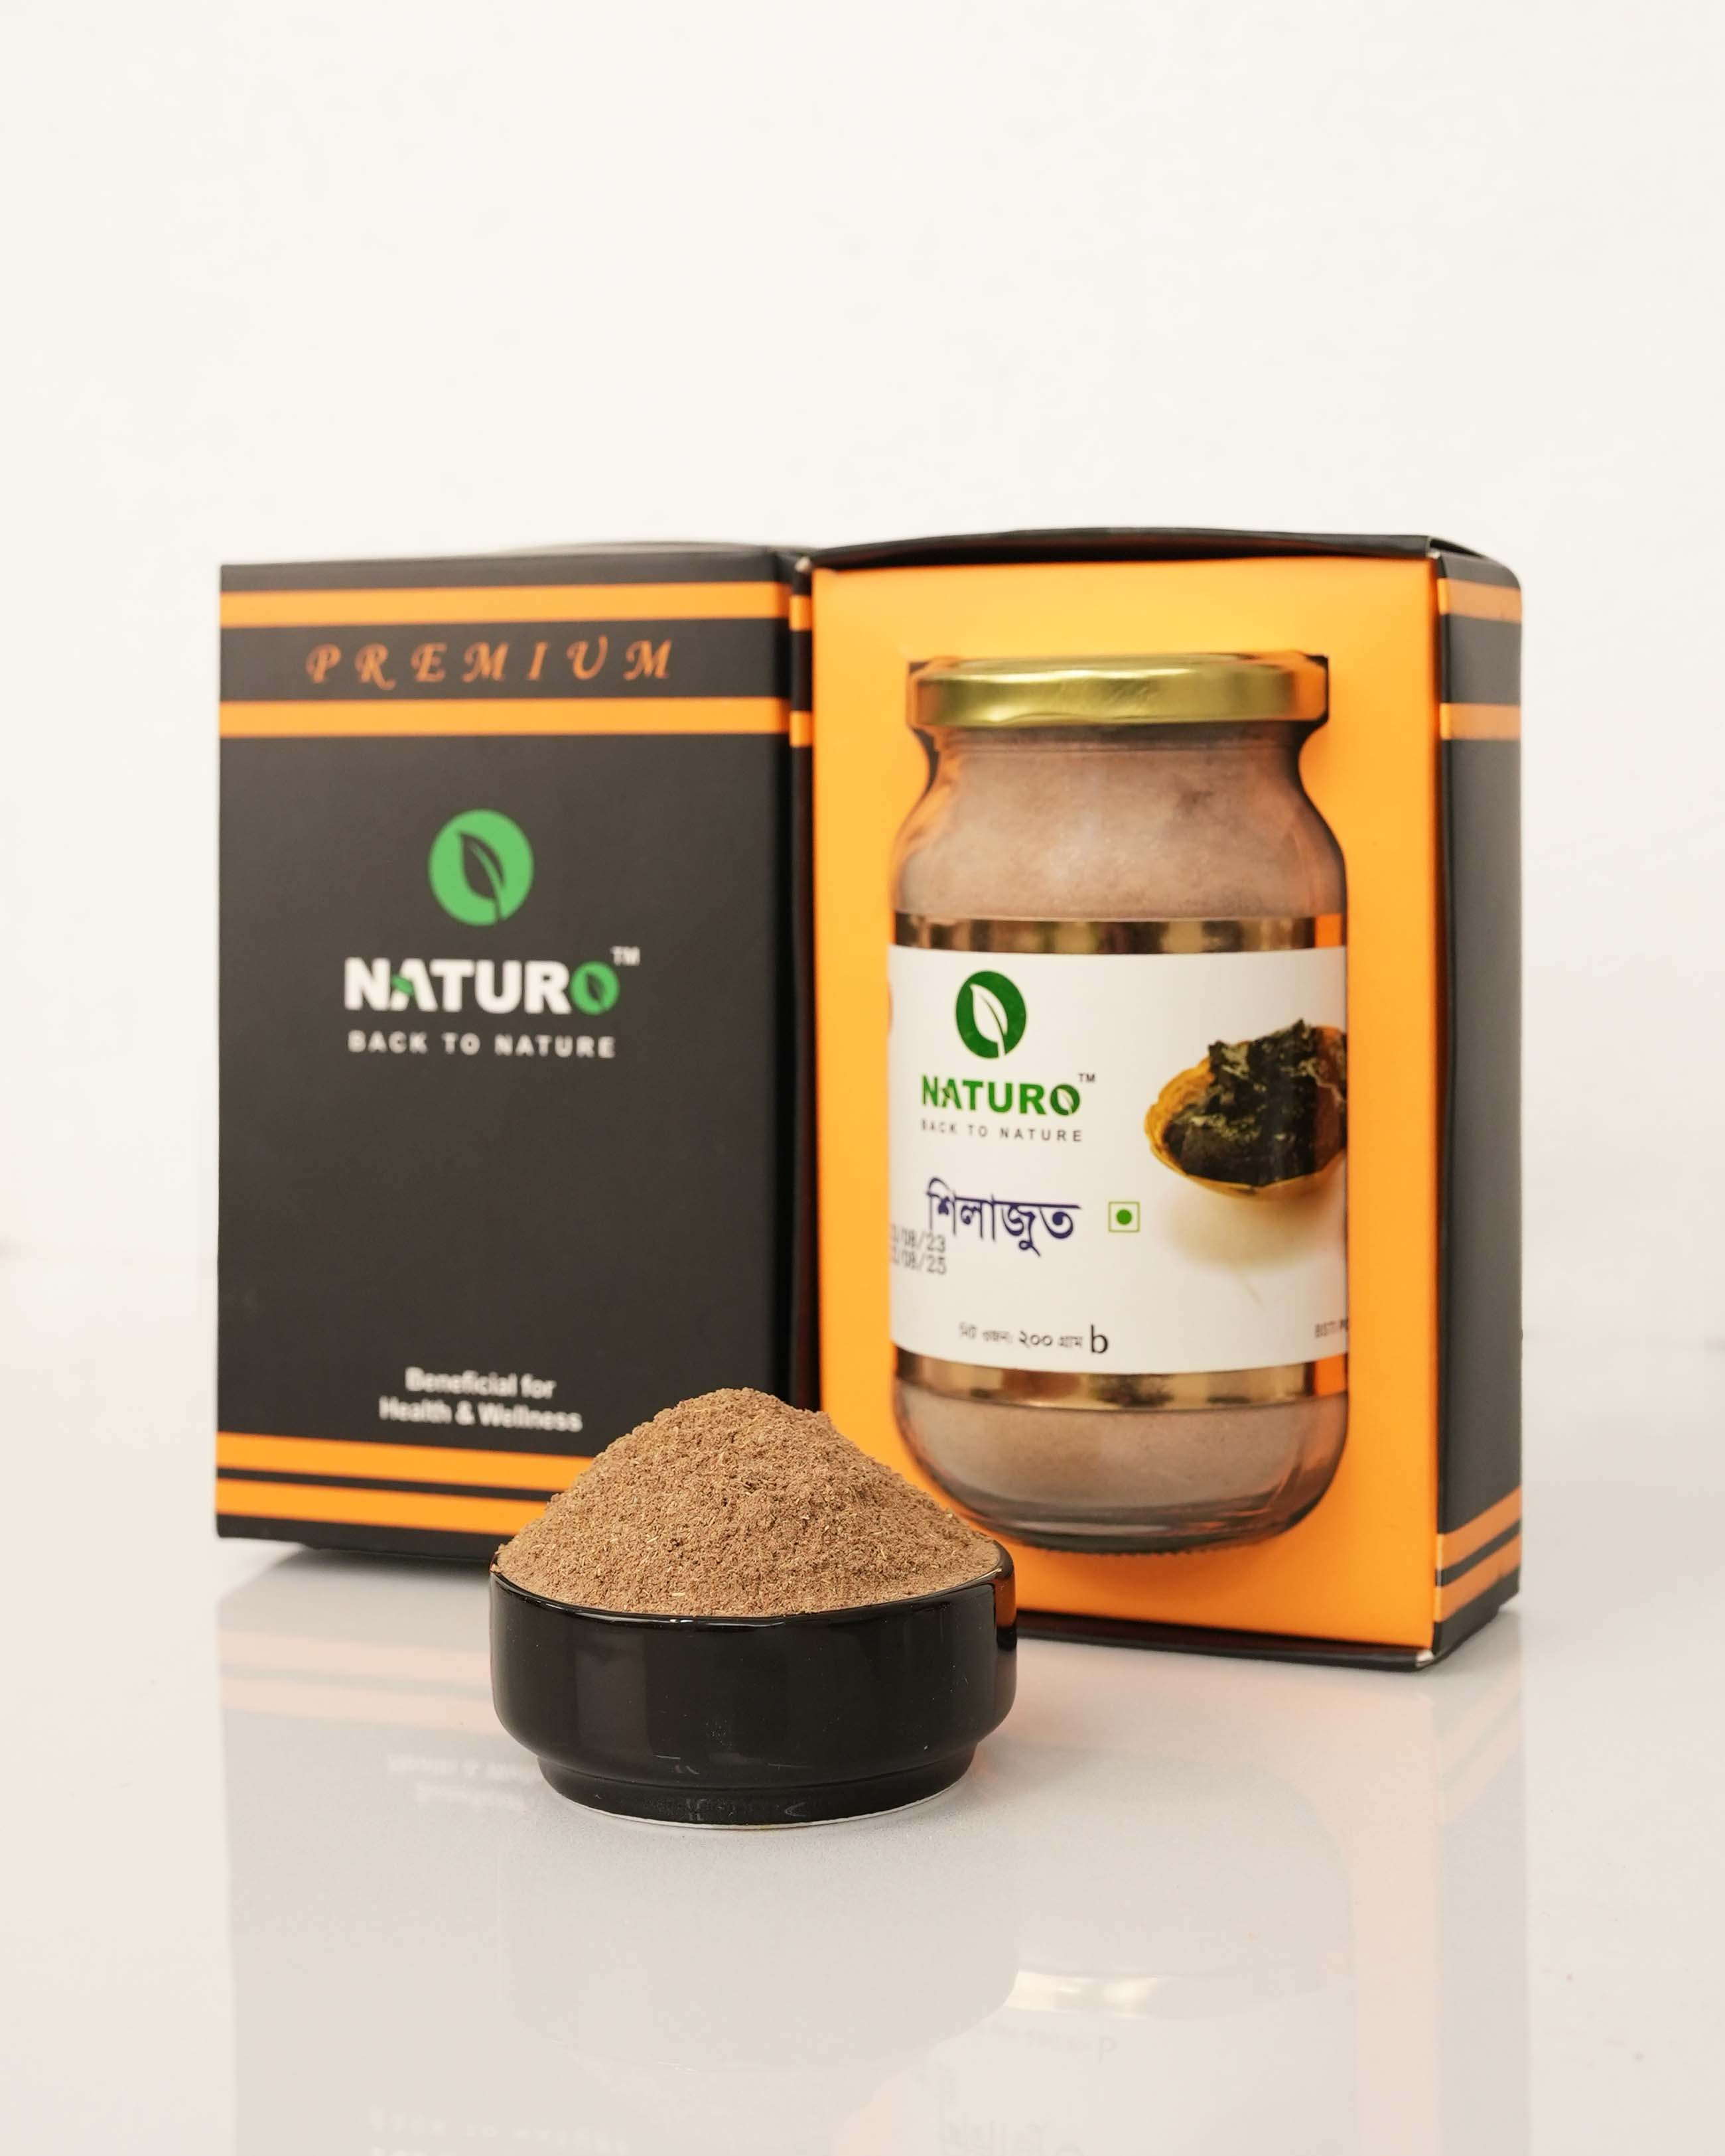 PREMIUM
NATURO™
BACK TO NATURE
Beneficial for
Health & Wellness
NATURO™
BACK TO NATURE
শিলাজুত
/08/23
/08/25
নিট ওজন: ২০০ গ্রাম b
BSTI